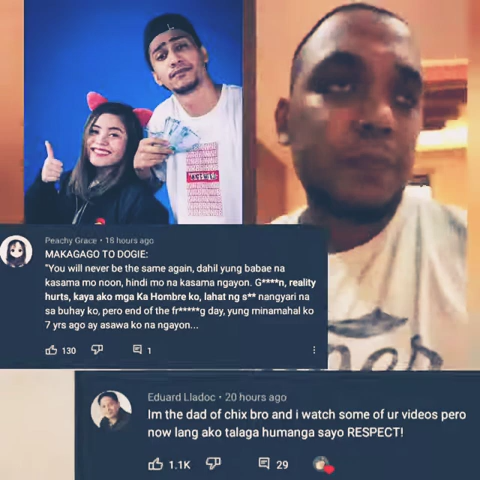 Peachy Grace • 18 hours ago
MAKAGAGO TO DOGIE:
"You will never be the same again, dahil yung babae na
kasama mo noon, hindi mo na kasama ngayon. G****n, reality
hurts, kaya ako mga Ka Hombre ko, lahat ng s** nangyari na
sa buhay ko, pero end of the fr*****g day, yung minamahal ko
7 yrs ago ay asawa ko na ngayon...
130 1
Eduard Lladoc • 20 hours ago
Im the dad of chix bro and i watch some of ur videos pero
now lang ako talaga humanga sayo RESPECT!
1.1K 29